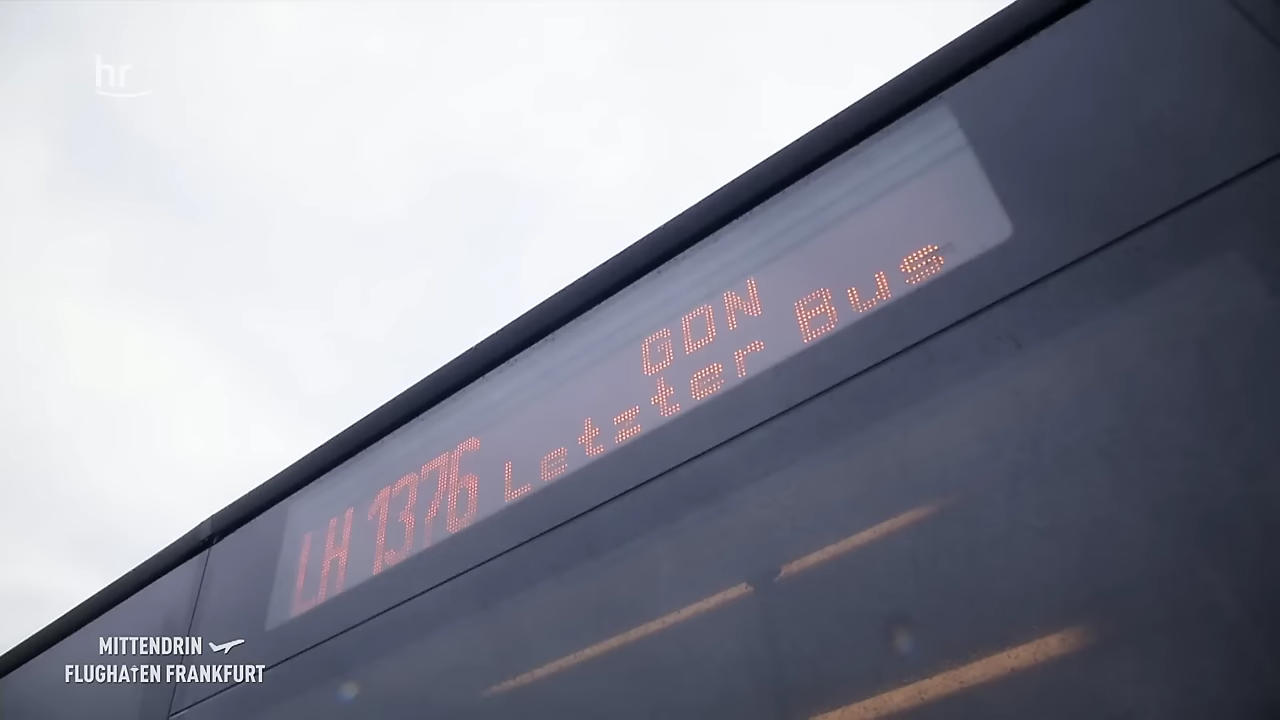 hr
GDN
LH 1376 Letzter Bus
MITTENDRIN
FLUGHAFEN FRANKFURT